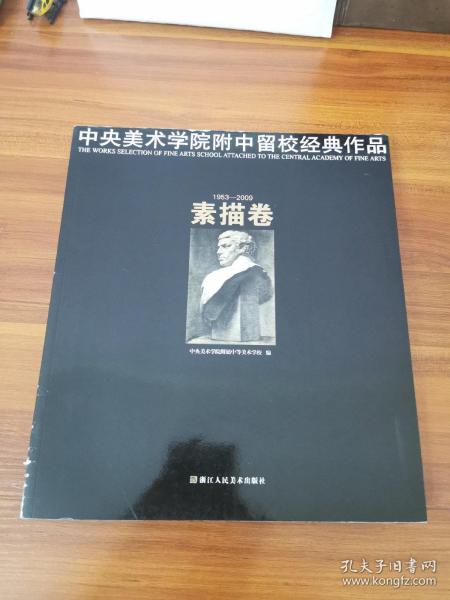 中央美术学院附中留校经典作品
THE WORKS SELECTION OF FINE ARTS SCHOOL ATTACHED TO THE CENTRAL ACADEMY OF FINE ARTS
1953—2009
素描卷
中央美术学院附属中等美术学校 编
浙江人民美术出版社
孔夫子旧书网
www.kongfz.com